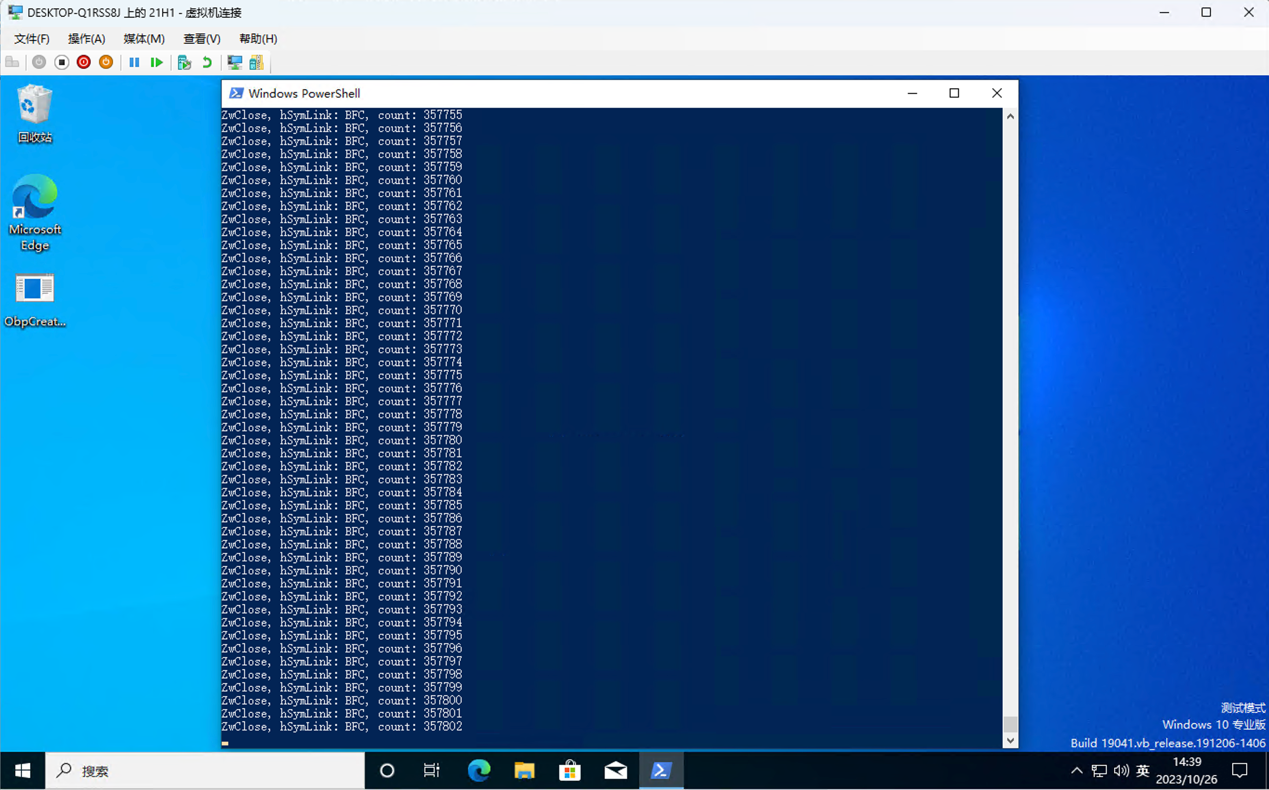 DESKTOP-Q1RSS8J 上的 21H1 - 虚拟机连接
文件(F) 操作(A) 媒体(M) 查看(V) 帮助(H)
回收站
Microsoft
Edge
ObpCreat...
Windows PowerShell
ZwClose, hSymLink: BFC, count: 357755
ZwClose, hSymLink: BFC, count: 357756
ZwClose, hSymLink: BFC, count: 357757
ZwClose, hSymLink: BFC, count: 357758
ZwClose, hSymLink: BFC, count: 357759
ZwClose, hSymLink: BFC, count: 357760
ZwClose, hSymLink: BFC, count: 357761
ZwClose, hSymLink: BFC, count: 357762
ZwClose, hSymLink: BFC, count: 357763
ZwClose, hSymLink: BFC, count: 357764
ZwClose, hSymLink: BFC, count: 357765
ZwClose, hSymLink: BFC, count: 357766
ZwClose, hSymLink: BFC, count: 357767
ZwClose, hSymLink: BFC, count: 357768
ZwClose, hSymLink: BFC, count: 357769
ZwClose, hSymLink: BFC, count: 357770
ZwClose, hSymLink: BFC, count: 357771
ZwClose, hSymLink: BFC, count: 357772
ZwClose, hSymLink: BFC, count: 357773
ZwClose, hSymLink: BFC, count: 357774
ZwClose, hSymLink: BFC, count: 357775
ZwClose, hSymLink: BFC, count: 357776
ZwClose, hSymLink: BFC, count: 357777
ZwClose, hSymLink: BFC, count: 357778
ZwClose, hSymLink: BFC, count: 357779
ZwClose, hSymLink: BFC, count: 357780
ZwClose, hSymLink: BFC, count: 357781
ZwClose, hSymLink: BFC, count: 357782
ZwClose, hSymLink: BFC, count: 357783
ZwClose, hSymLink: BFC, count: 357784
ZwClose, hSymLink: BFC, count: 357785
ZwClose, hSymLink: BFC, count: 357786
ZwClose, hSymLink: BFC, count: 357787
ZwClose, hSymLink: BFC, count: 357788
ZwClose, hSymLink: BFC, count: 357789
ZwClose, hSymLink: BFC, count: 357790
ZwClose, hSymLink: BFC, count: 357791
ZwClose, hSymLink: BFC, count: 357792
ZwClose, hSymLink: BFC, count: 357793
ZwClose, hSymLink: BFC, count: 357794
ZwClose, hSymLink: BFC, count: 357795
ZwClose, hSymLink: BFC, count: 357796
ZwClose, hSymLink: BFC, count: 357797
ZwClose, hSymLink: BFC, count: 357798
ZwClose, hSymLink: BFC, count: 357799
ZwClose, hSymLink: BFC, count: 357800
ZwClose, hSymLink: BFC, count: 357801
ZwClose, hSymLink: BFC, count: 357802
测试模式
Windows 10 专业版
Build 19041.vb_release.191206-1406
搜索
英
14:39
2023/10/26